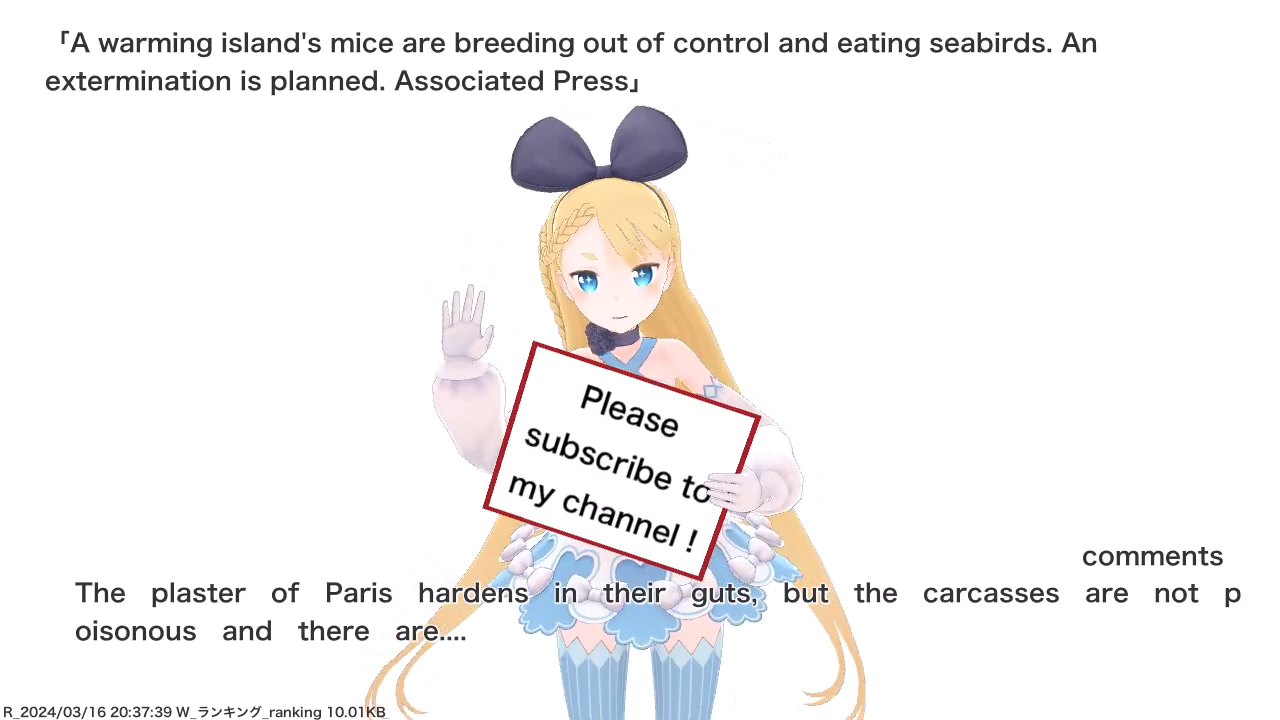 「A warming island's mice are breeding out of control and eating seabirds. An
extermination is planned. Associated Press」
Please
subscribe to
my channel !
comments
The plaster of Paris hardens in their guts, but the carcasses are not p
oisonous and there are....
R_2024/03/16 20:37:39 W_ランキング_ranking 10.01KB